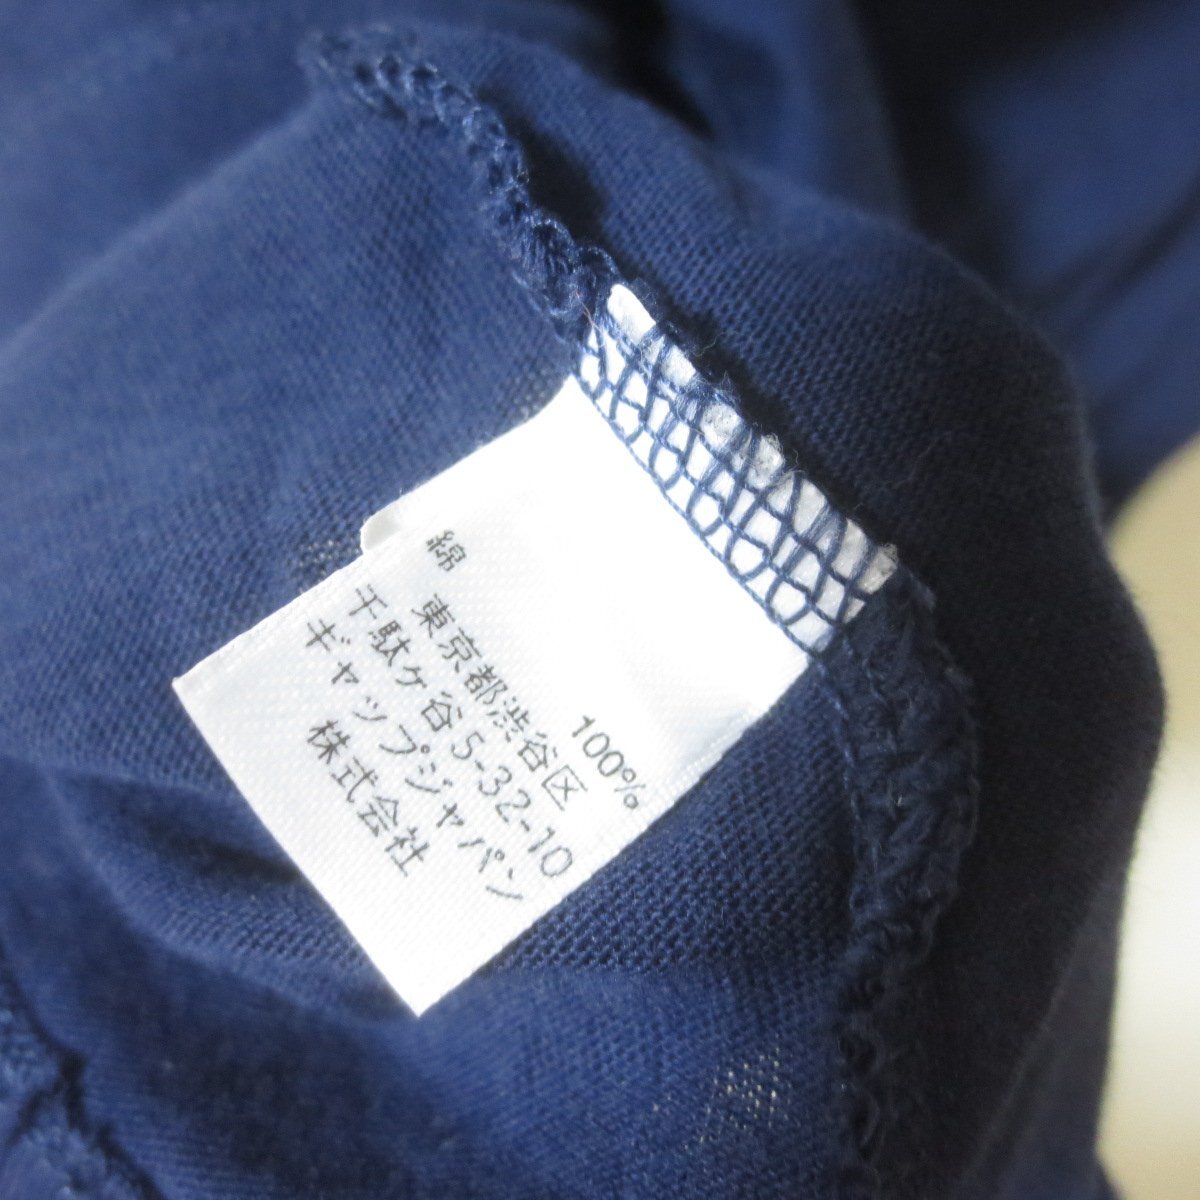 綿 100%
東京都渋谷区
千駄ヶ谷5-32-10
ギャップジャパン
株式会社